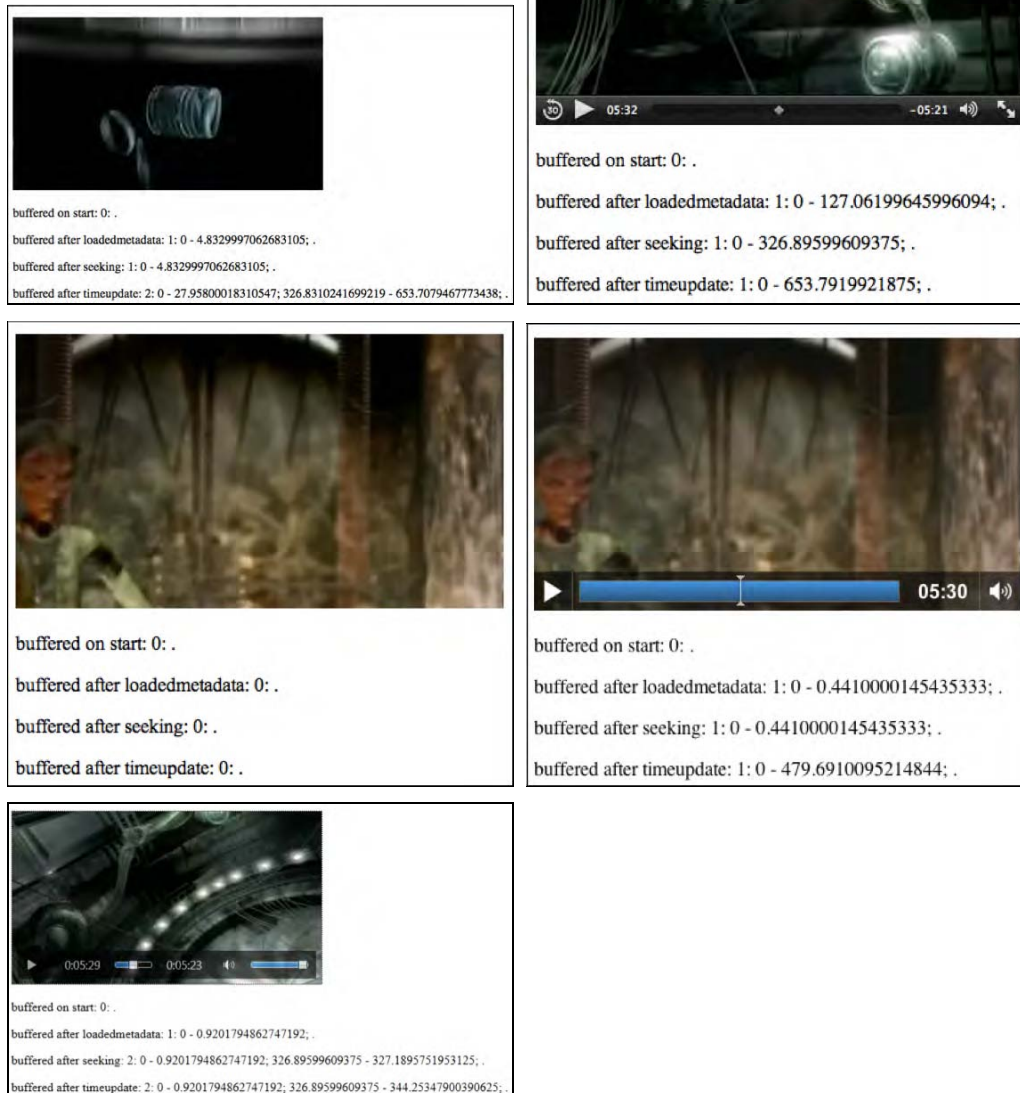 buffered on start: 0: .
buffered after loadedmetadata: 1: 0 - 4.8329997062683105; .
buffered after seeking: 1: 0 - 4.8329997062683105; .
buffered after timeupdate: 2: 0 - 27.95800018310547; 326.8310241699219 - 653.7079467773438; .
30 05:32 -05:21
buffered on start: 0: .
buffered after loadedmetadata: 1: 0 - 127.06199645996094; .
buffered after seeking: 1: 0 - 326.89599609375; .
buffered after timeupdate: 1: 0 - 653.7919921875; .
buffered on start: 0: .
buffered after loadedmetadata: 0: .
buffered after seeking: 0: .
buffered after timeupdate: 0: .
05:30
buffered on start: 0: .
buffered after loadedmetadata: 1: 0 - 0.4410000145435333; .
buffered after seeking: 1: 0 - 0.4410000145435333; .
buffered after timeupdate: 1: 0 - 479.6910095214844; .
0:05:29 0:05:23
buffered on start: 0: .
buffered after loadedmetadata: 1: 0 - 0.9201794862747192; .
buffered after seeking: 2: 0 - 0.9201794862747192; 326.89599609375 - 327.1895751953125; .
buffered after timeupdate: 2: 0 - 0.9201794862747192; 326.89599609375 - 344.25347900390625; .